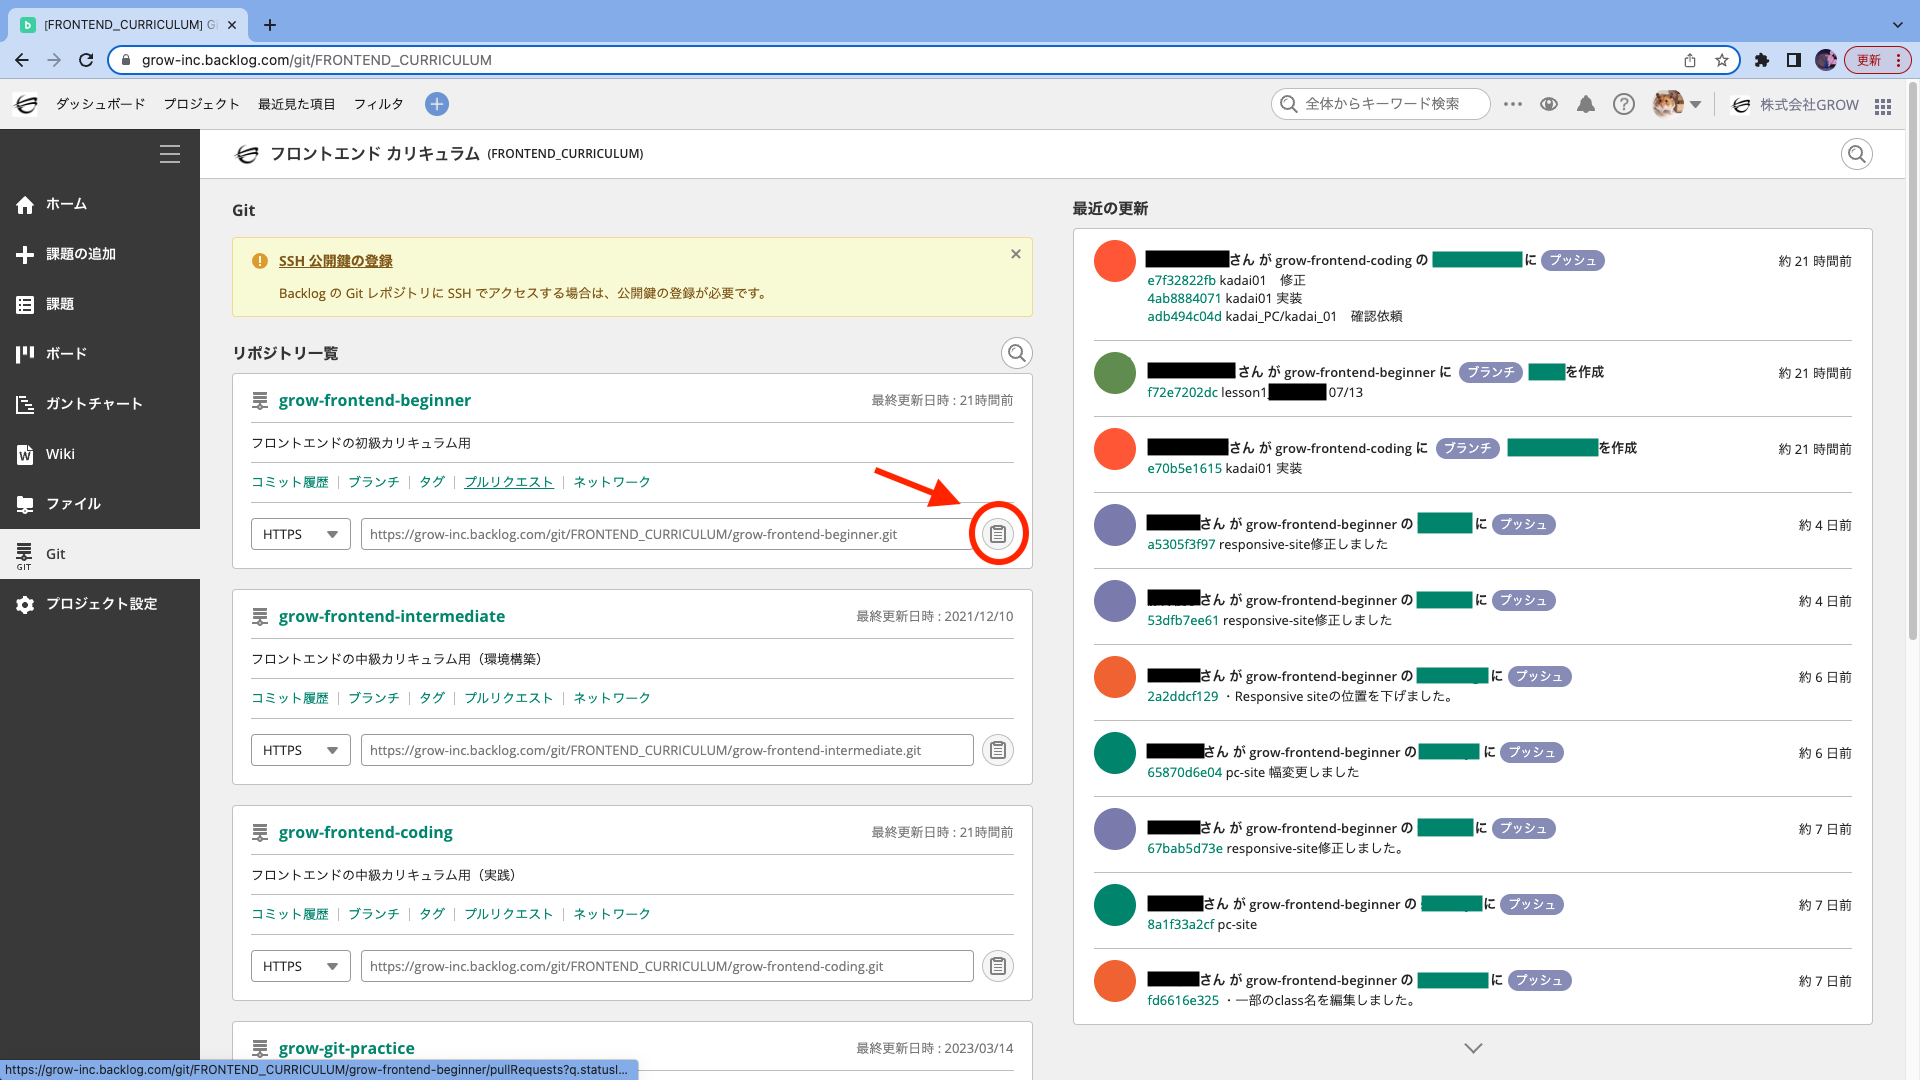 [FRONTEND_CURRICULUM] G
grow-inc.backlog.com/git/FRONTEND_CURRICULUM
更新
ダッシュボード プロジェクト 最近見た項目 フィルタ
全体からキーワード検索
株式会社GROW
フロントエンド カリキュラム (FRONTEND_CURRICULUM)
ホーム
課題の追加
課題
ボード
ガントチャート
Wiki
ファイル
Git
GIT
プロジェクト設定
Git
SSH 公開鍵の登録
Backlog の Git レポジトリに SSH でアクセスする場合は、公開鍵の登録が必要です。
リポジトリ一覧
grow-frontend-beginner 最終更新日時 : 21時間前
フロントエンドの初級カリキュラム用
コミット履歴 ブランチ タグ プルリクエスト ネットワーク
HTTPS https://grow-inc.backlog.com/git/FRONTEND_CURRICULUM/grow-frontend-beginner.git
grow-frontend-intermediate 最終更新日時 : 2021/12/10
フロントエンドの中級カリキュラム用（環境構築）
コミット履歴 ブランチ タグ プルリクエスト ネットワーク
HTTPS https://grow-inc.backlog.com/git/FRONTEND_CURRICULUM/grow-frontend-intermediate.git
grow-frontend-coding 最終更新日時 : 21時間前
フロントエンドの中級カリキュラム用（実践）
コミット履歴 ブランチ タグ プルリクエスト ネットワーク
HTTPS https://grow-inc.backlog.com/git/FRONTEND_CURRICULUM/grow-frontend-coding.git
grow-git-practice 最終更新日時 : 2023/03/14
https://grow-inc.backlog.com/git/FRONTEND_CURRICULUM/grow-frontend-beginner/pullRequests?q.statusI...
最近の更新
さん が grow-frontend-coding の に プッシュ 約 21 時間前
e7f32822fb kadai01　修正
4ab8884071 kadai01 実装
adb494c04d kadai_PC/kadai_01　確認依頼
さん が grow-frontend-beginner に ブランチ を作成 約 21 時間前
f72e7202dc lesson1 07/13
さん が grow-frontend-coding に ブランチ を作成 約 21 時間前
e70b5e1615 kadai01 実装
さん が grow-frontend-beginner の に プッシュ 約 4 日前
a5305f3f97 responsive-site修正しました
さん が grow-frontend-beginner の に プッシュ 約 4 日前
53dfb7ee61 responsive-site修正しました
さん が grow-frontend-beginner の に プッシュ 約 6 日前
2a2ddcf129 ・Responsive siteの位置を下げました。
さん が grow-frontend-beginner の に プッシュ 約 6 日前
65870d6e04 pc-site 幅変更しました
さん が grow-frontend-beginner の に プッシュ 約 7 日前
67bab5d73e responsive-site修正しました。
さん が grow-frontend-beginner の に プッシュ 約 7 日前
8a1f33a2cf pc-site
さん が grow-frontend-beginner の に プッシュ 約 7 日前
fd6616e325 ・一部のclass名を編集しました。